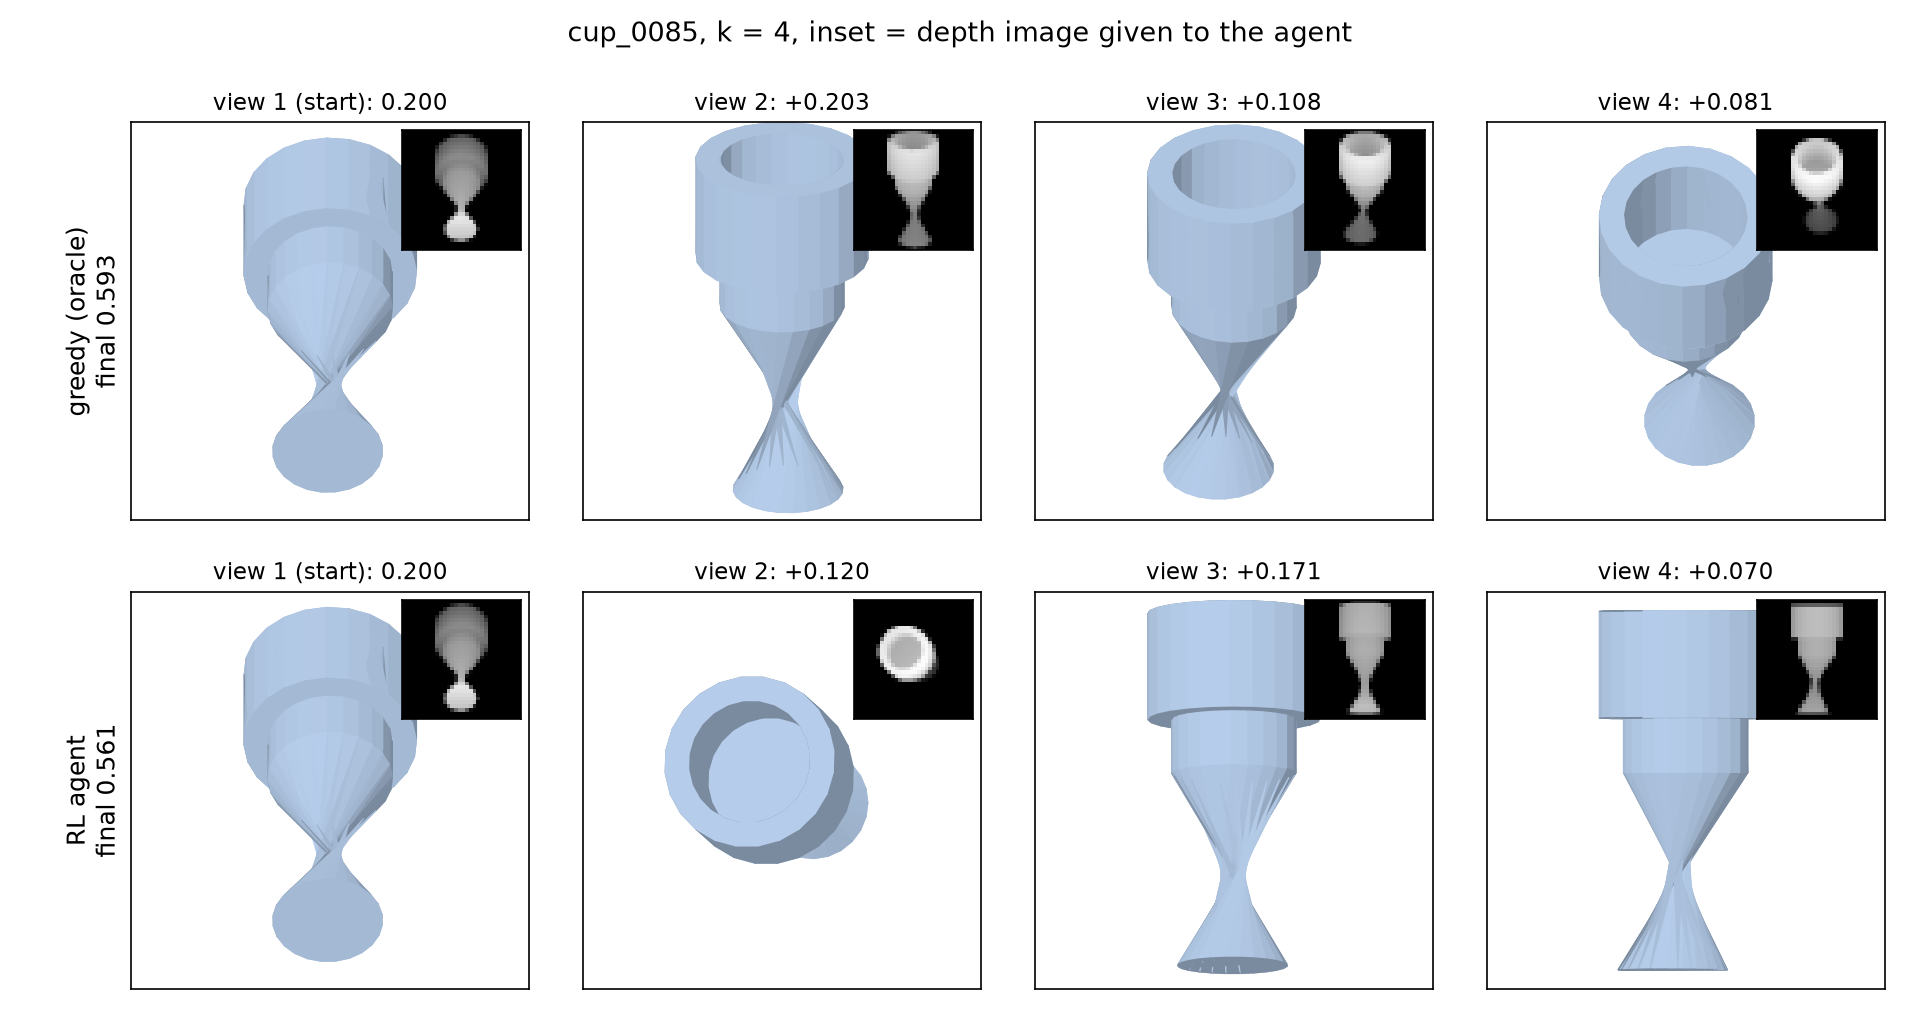 cup_0085, k = 4, inset = depth image given to the agent
view 1 (start): 0.200
view 2: +0.203
view 3: +0.108
view 4: +0.081
greedy (oracle)
final 0.593
view 1 (start): 0.200
view 2: +0.120
view 3: +0.171
view 4: +0.070
RL agent
final 0.561